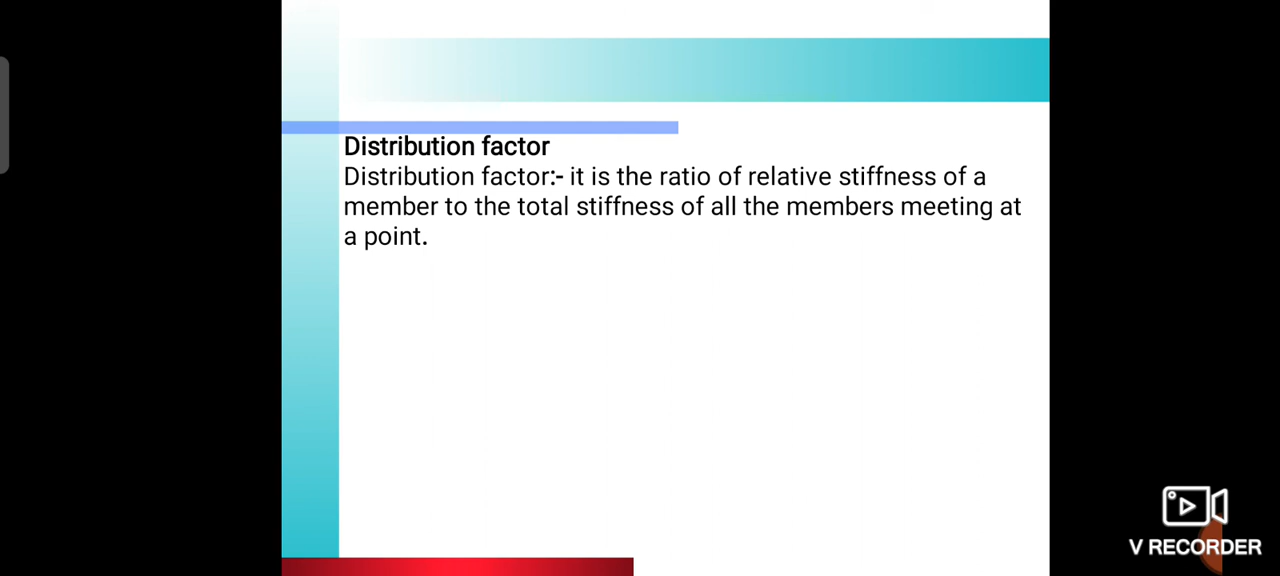 Distribution factor
Distribution factor:- it is the ratio of relative stiffness of a
member to the total stiffness of all the members meeting at
a point.
V RECORDER